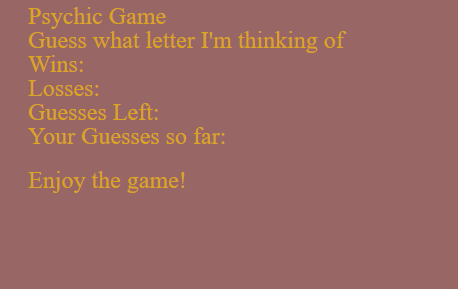 Psychic Game
Guess what letter I'm thinking of
Wins:
Losses:
Guesses Left:
Your Guesses so far:
Enjoy the game!